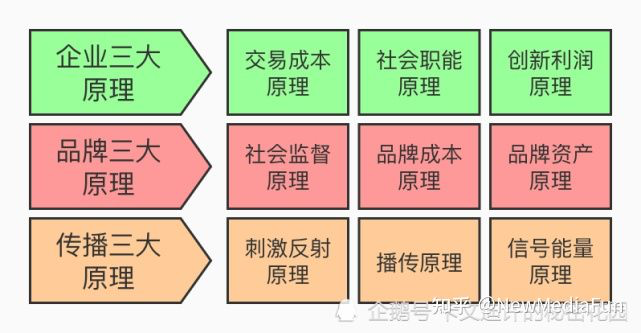 企业三大
原理
交易成本
原理
社会职能
原理
创新利润
原理
品牌三大
原理
社会监督
原理
品牌成本
原理
品牌资产
原理
传播三大
原理
刺激反射
原理
播传原理
信号能量
原理
知乎 @NewMediaFun
企鹅号